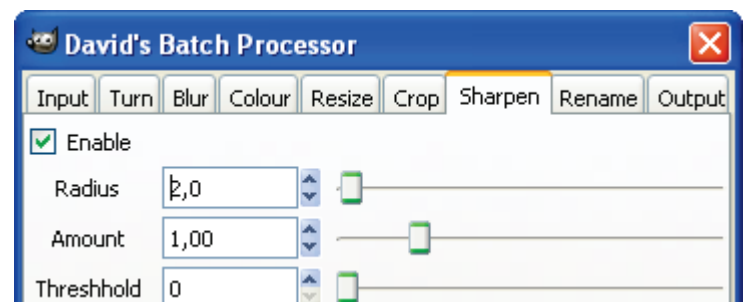 David's Batch Processor
Input Turn Blur Colour Resize Crop Sharpen Rename Output
Enable
Radius 2,0
Amount 1,00
Threshhold 0